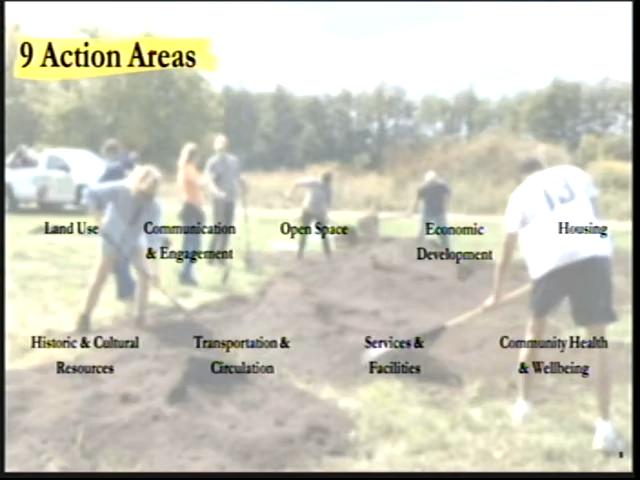 9 Action Areas
Land Use
Communication
& Engagement
Open Space
Economic
Development
Housing
Historic & Cultural
Resources
Transportation &
Circulation
Services &
Facilities
Community Health
& Wellbeing